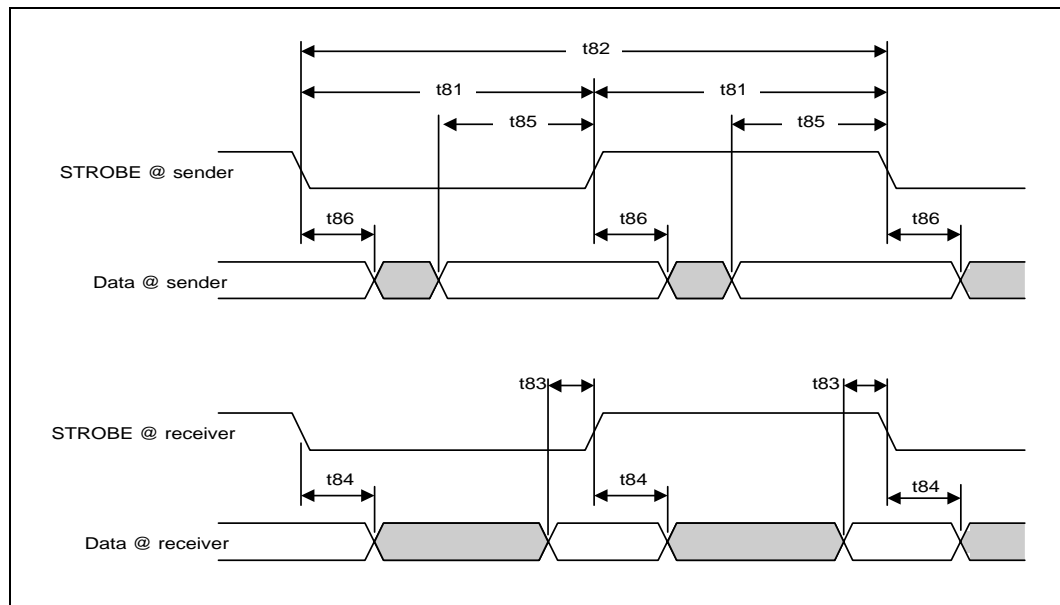 t82
t81 t81
t85 t85
STROBE @ sender
t86 t86 t86
Data @ sender
t83 t83
STROBE @ receiver
t84 t84 t84
Data @ receiver